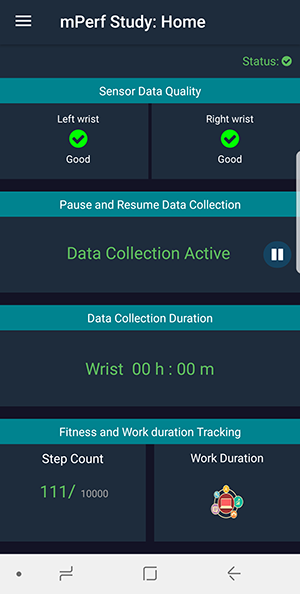 mPerf Study: Home
Status:
Sensor Data Quality
Left wrist
Right wrist
Good
Good
Pause and Resume Data Collection
Data Collection Active
Data Collection Duration
Wrist 00 h : 00 m
Fitness and Work duration Tracking
Step Count
Work Duration
111/ 10000